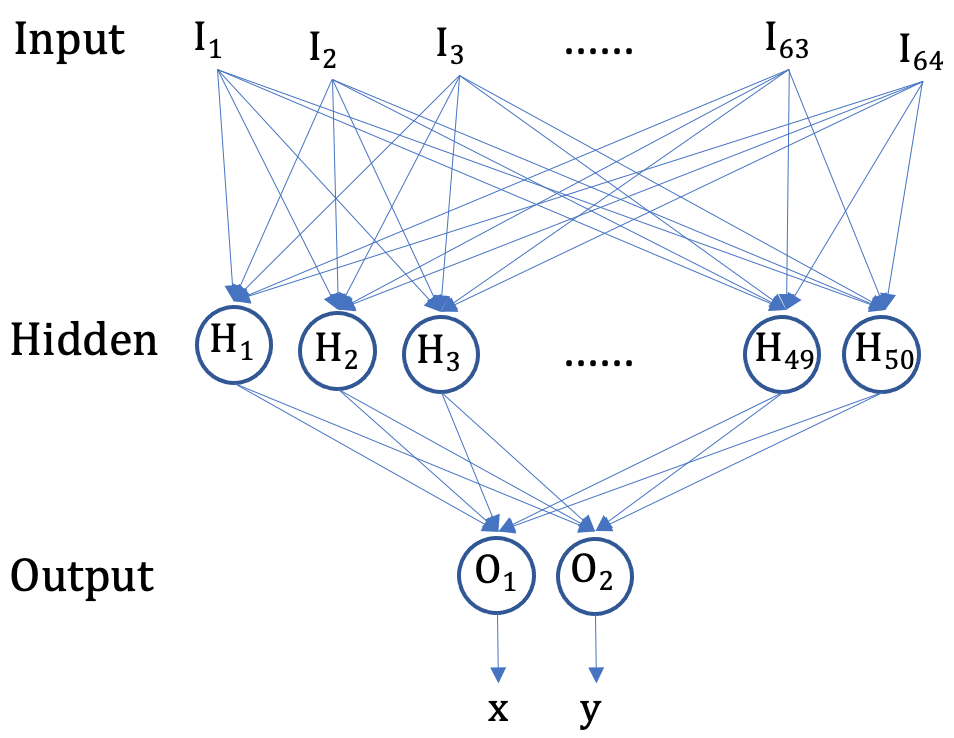 Input I₁ I₂ I₃ ...... I₆₃ I₆₄
Hidden H₁ H₂ H₃ ...... H₄₉ H₅₀
Output O₁ O₂
x y